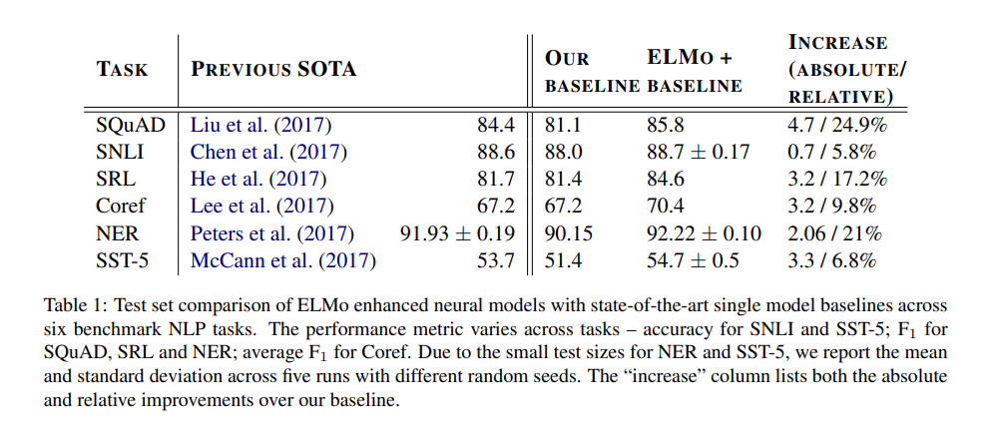 TASK PREVIOUS SOTA OUR BASELINE ELMO + BASELINE INCREASE (ABSOLUTE/ RELATIVE)
SQuAD Liu et al. (2017) 84.4 81.1 85.8 4.7 / 24.9%
SNLI Chen et al. (2017) 88.6 88.0 88.7 ± 0.17 0.7 / 5.8%
SRL He et al. (2017) 81.7 81.4 84.6 3.2 / 17.2%
Coref Lee et al. (2017) 67.2 67.2 70.4 3.2 / 9.8%
NER Peters et al. (2017) 91.93 ± 0.19 90.15 92.22 ± 0.10 2.06 / 21%
SST-5 McCann et al. (2017) 53.7 51.4 54.7 ± 0.5 3.3 / 6.8%
Table 1: Test set comparison of ELMo enhanced neural models with state-of-the-art single model baselines across
six benchmark NLP tasks. The performance metric varies across tasks – accuracy for SNLI and SST-5; F1 for
SQuAD, SRL and NER; average F1 for Coref. Due to the small test sizes for NER and SST-5, we report the mean
and standard deviation across five runs with different random seeds. The “increase” column lists both the absolute
and relative improvements over our baseline.